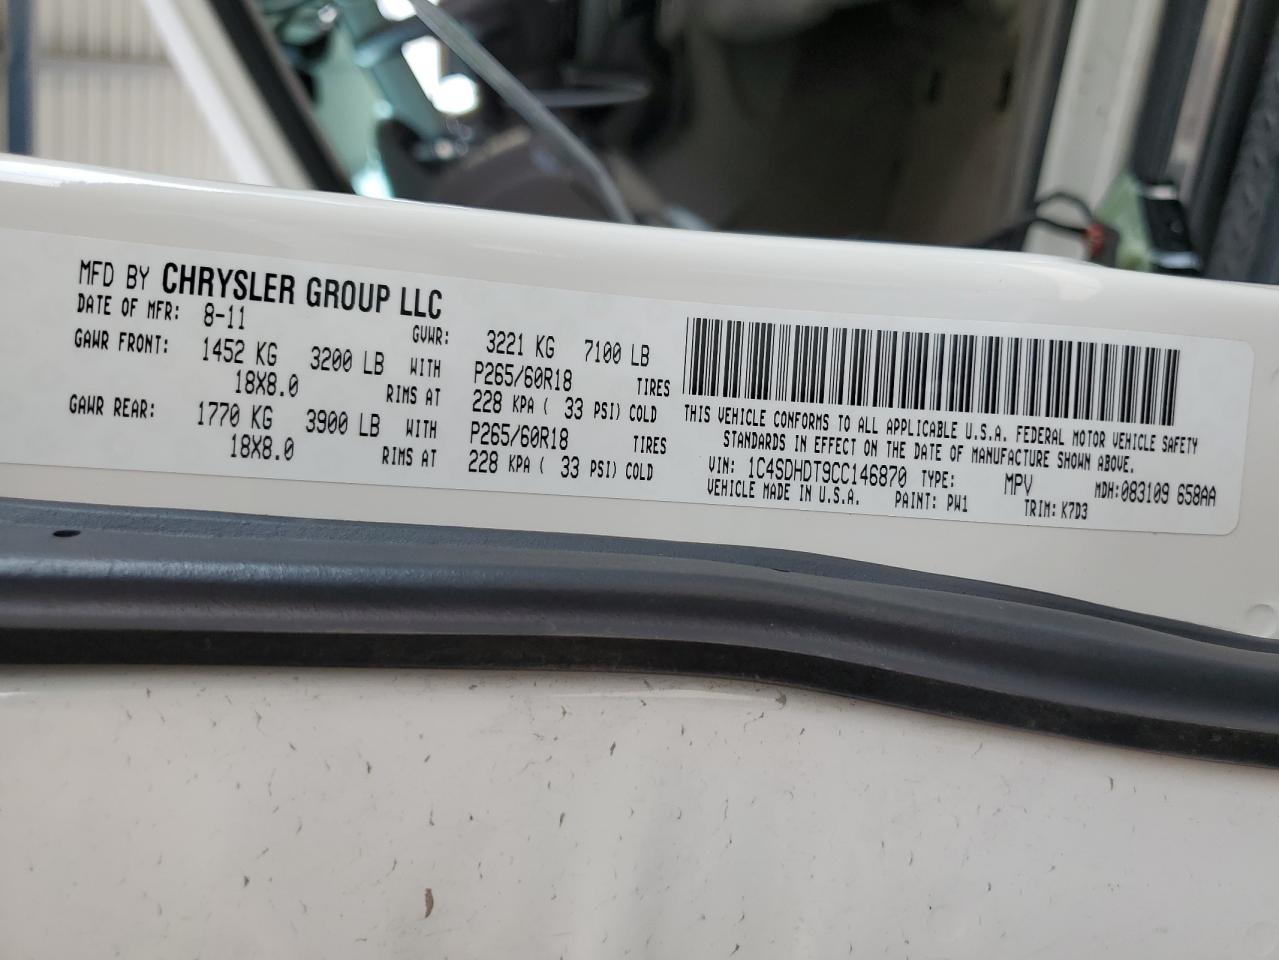 MFD BY CHRYSLER GROUP LLC
DATE OF MFR: 8-11 GVWR: 3221 KG 7100 LB
GAWR FRONT: 1452 KG 3200 LB WITH P265/60R18 TIRES
18X8.0 RIMS AT 228 KPA ( 33 PSI) COLD
GAWR REAR: 1770 KG 3900 LB WITH P265/60R18 TIRES
18X8.0 RIMS AT 228 KPA ( 33 PSI) COLD
THIS VEHICLE CONFORMS TO ALL APPLICABLE U.S.A. FEDERAL MOTOR VEHICLE SAFETY
STANDARDS IN EFFECT ON THE DATE OF MANUFACTURE SHOWN ABOVE.
VIN: 1C4SDHDT9CC146870 TYPE: MPV MDH:083109 658AA
VEHICLE MADE IN U.S.A. PAINT: PW1 TRIM: K7D3